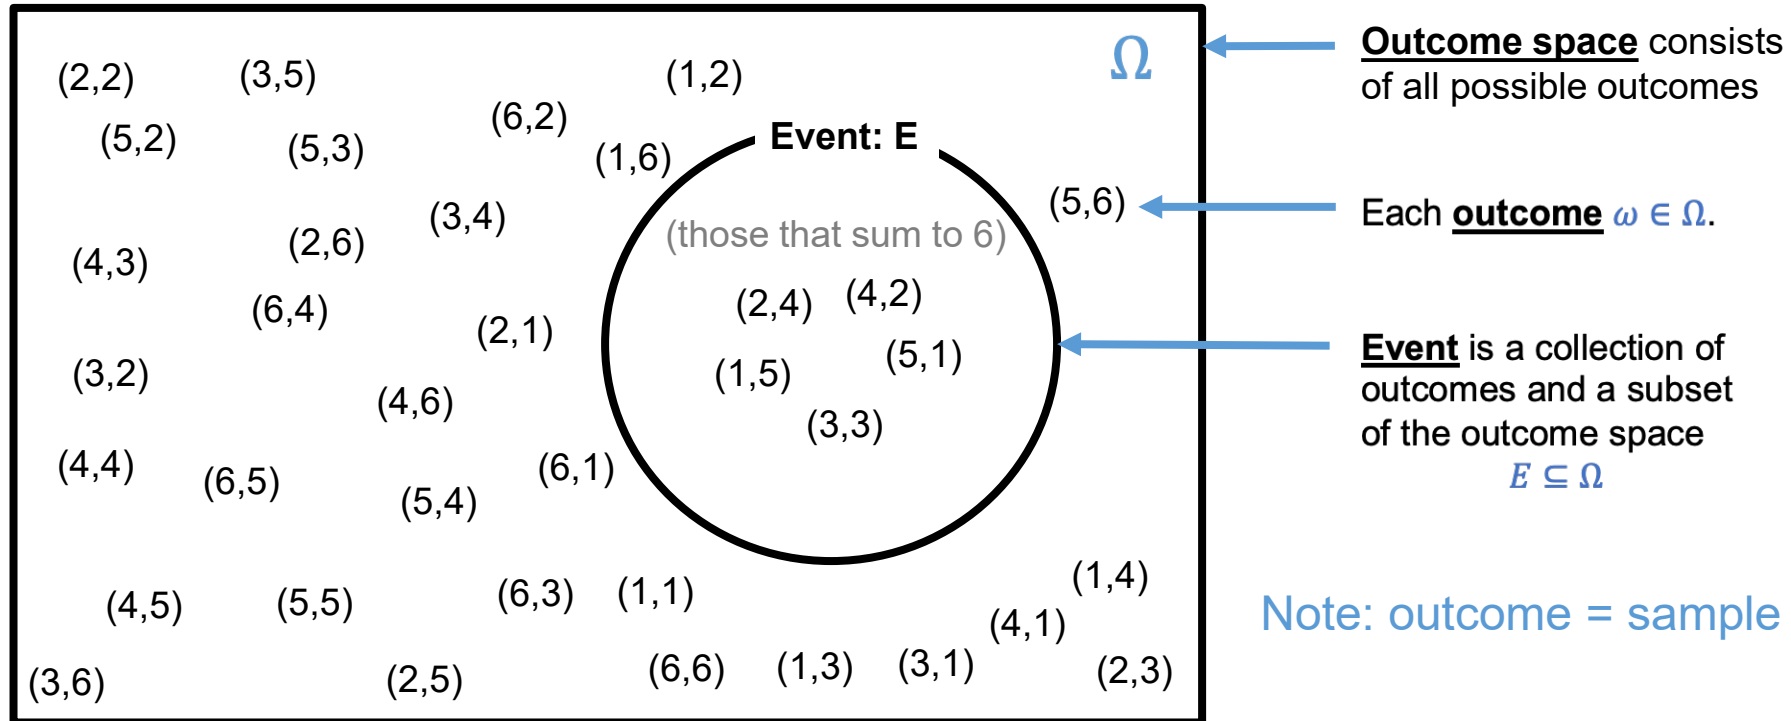 Ω
(2,2) (3,5) (1,2)
(6,2)
(5,2) (5,3) (1,6)
Event: E
(5,6)
(3,4)
(those that sum to 6)
(4,3) (2,6)
(6,4) (2,4) (4,2)
(2,1)
(3,2) (1,5) (5,1)
(4,6)
(3,3)
(4,4) (6,5) (6,1)
(5,4)
(1,4)
(4,5) (5,5) (6,3) (1,1)
(4,1)
(3,6) (2,5) (6,6) (1,3) (3,1) (2,3)
Outcome space consists
of all possible outcomes
Each outcome ω ∈ Ω.
Event is a collection of
outcomes and a subset
of the outcome space
E ⊆ Ω
Note: outcome = sample